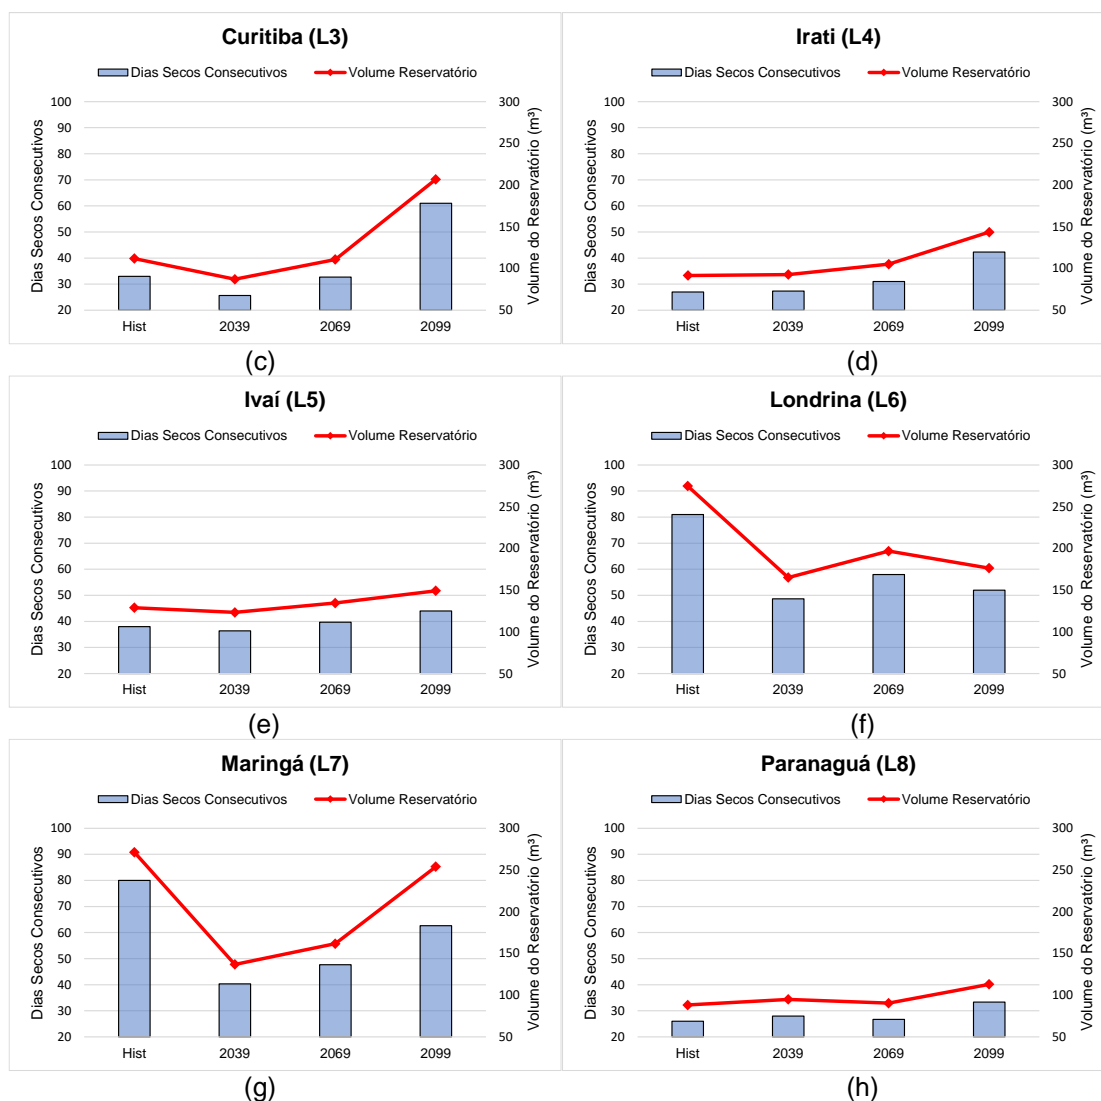 Curitiba (L3)
Dias Secos Consecutivos
Volume Reservatório
Dias Secos Consecutivos
Volume do Reservatório (m³)
100
90
80
70
60
50
40
30
20
300
250
200
150
100
50
Hist 2039 2069 2099
(c)
Irati (L4)
Dias Secos Consecutivos
Volume Reservatório
Dias Secos Consecutivos
Volume do Reservatório (m³)
100
90
80
70
60
50
40
30
20
300
250
200
150
100
50
Hist 2039 2069 2099
(d)
Ivaí (L5)
Dias Secos Consecutivos
Volume Reservatório
Dias Secos Consecutivos
Volume do Reservatório (m³)
100
90
80
70
60
50
40
30
20
300
250
200
150
100
50
Hist 2039 2069 2099
(e)
Londrina (L6)
Dias Secos Consecutivos
Volume Reservatório
Dias Secos Consecutivos
Volume do Reservatório (m³)
100
90
80
70
60
50
40
30
20
300
250
200
150
100
50
Hist 2039 2069 2099
(f)
Maringá (L7)
Dias Secos Consecutivos
Volume Reservatório
Dias Secos Consecutivos
Volume do Reservatório (m³)
100
90
80
70
60
50
40
30
20
300
250
200
150
100
50
Hist 2039 2069 2099
(g)
Paranaguá (L8)
Dias Secos Consecutivos
Volume Reservatório
Dias Secos Consecutivos
Volume do Reservatório (m³)
100
90
80
70
60
50
40
30
20
300
250
200
150
100
50
Hist 2039 2069 2099
(h)